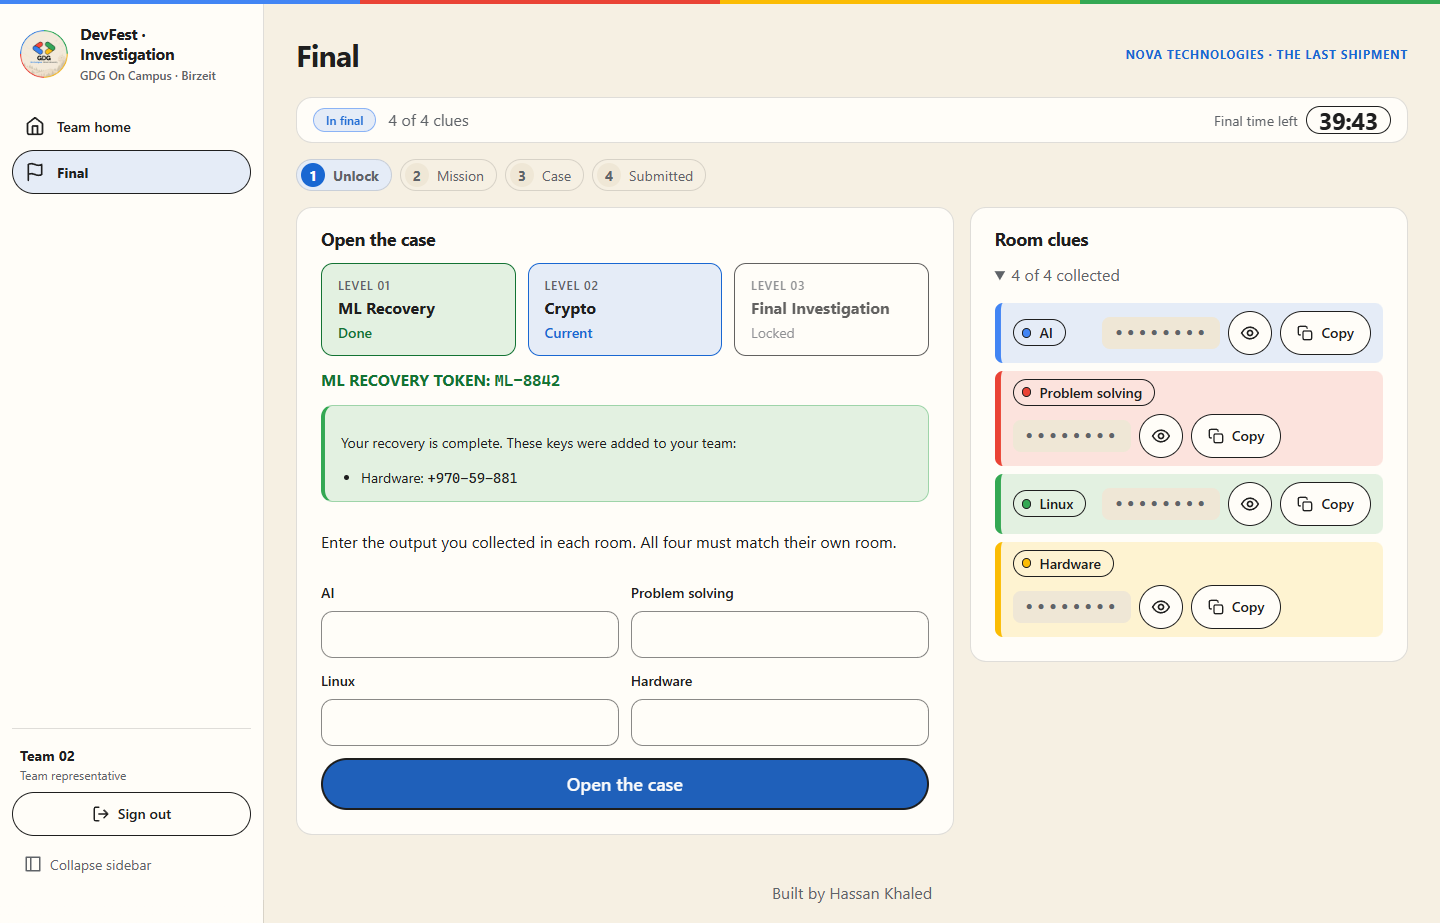 DevFest ·
Investigation
GDG On Campus · Birzeit
GDG
Team home
Final
Team 02
Team representative
Sign out
Collapse sidebar
Final
NOVA TECHNOLOGIES · THE LAST SHIPMENT
In final
4 of 4 clues
Final time left
39:43
1 Unlock
2 Mission
3 Case
4 Submitted
Open the case
LEVEL 01
ML Recovery
Done
LEVEL 02
Crypto
Current
LEVEL 03
Final Investigation
Locked
ML RECOVERY TOKEN: ML-8842
Your recovery is complete. These keys were added to your team:
• Hardware: +970-59-881
Enter the output you collected in each room. All four must match their own room.
AI
Problem solving
Linux
Hardware
Open the case
Room clues
▼ 4 of 4 collected
AI
••••••••
Copy
Problem solving
••••••••
Copy
Linux
••••••••
Copy
Hardware
••••••••
Copy
Built by Hassan Khaled